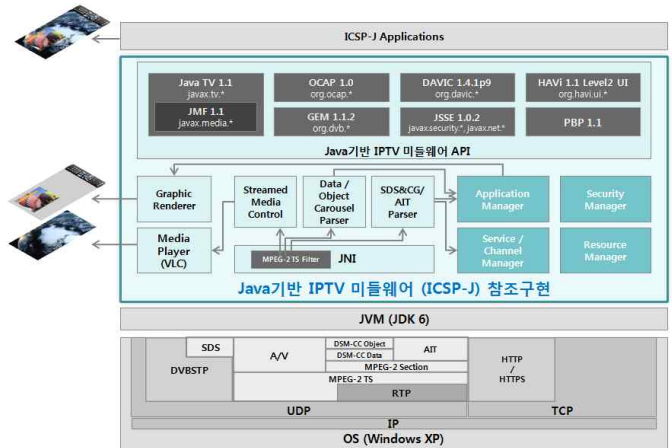 ICSP-J Applications
Java TV 1.1
javax.tv.*
JMF 1.1
javax.media.*
OCAP 1.0
org.ocap.*
DAVIC 1.4.1p9
org.davic.*
HAVi 1.1 Level2 UI
org.havi.ui.*
GEM 1.1.2
org.dvb.*
JSSE 1.0.2
javax.security.*, javax.net.*
PBP 1.1
Java기반 IPTV 미들웨어 API
Graphic
Renderer
Streamed
Media
Control
Data /
Object
Carousel
Parser
SDS&CG/
AIT
Parser
Application
Manager
Security
Manager
Media
Player
(VLC)
MPEG-2 TS Filter
JNI
Service /
Channel
Manager
Resource
Manager
Java기반 IPTV 미들웨어 (ICSP-J) 참조구현
JVM (JDK 6)
SDS
DVBSTP
A/V
DSM-CC Object
DSM-CC Data
AIT
MPEG-2 Section
MPEG-2 TS
RTP
HTTP
/
HTTPS
UDP
TCP
IP
OS (Windows XP)